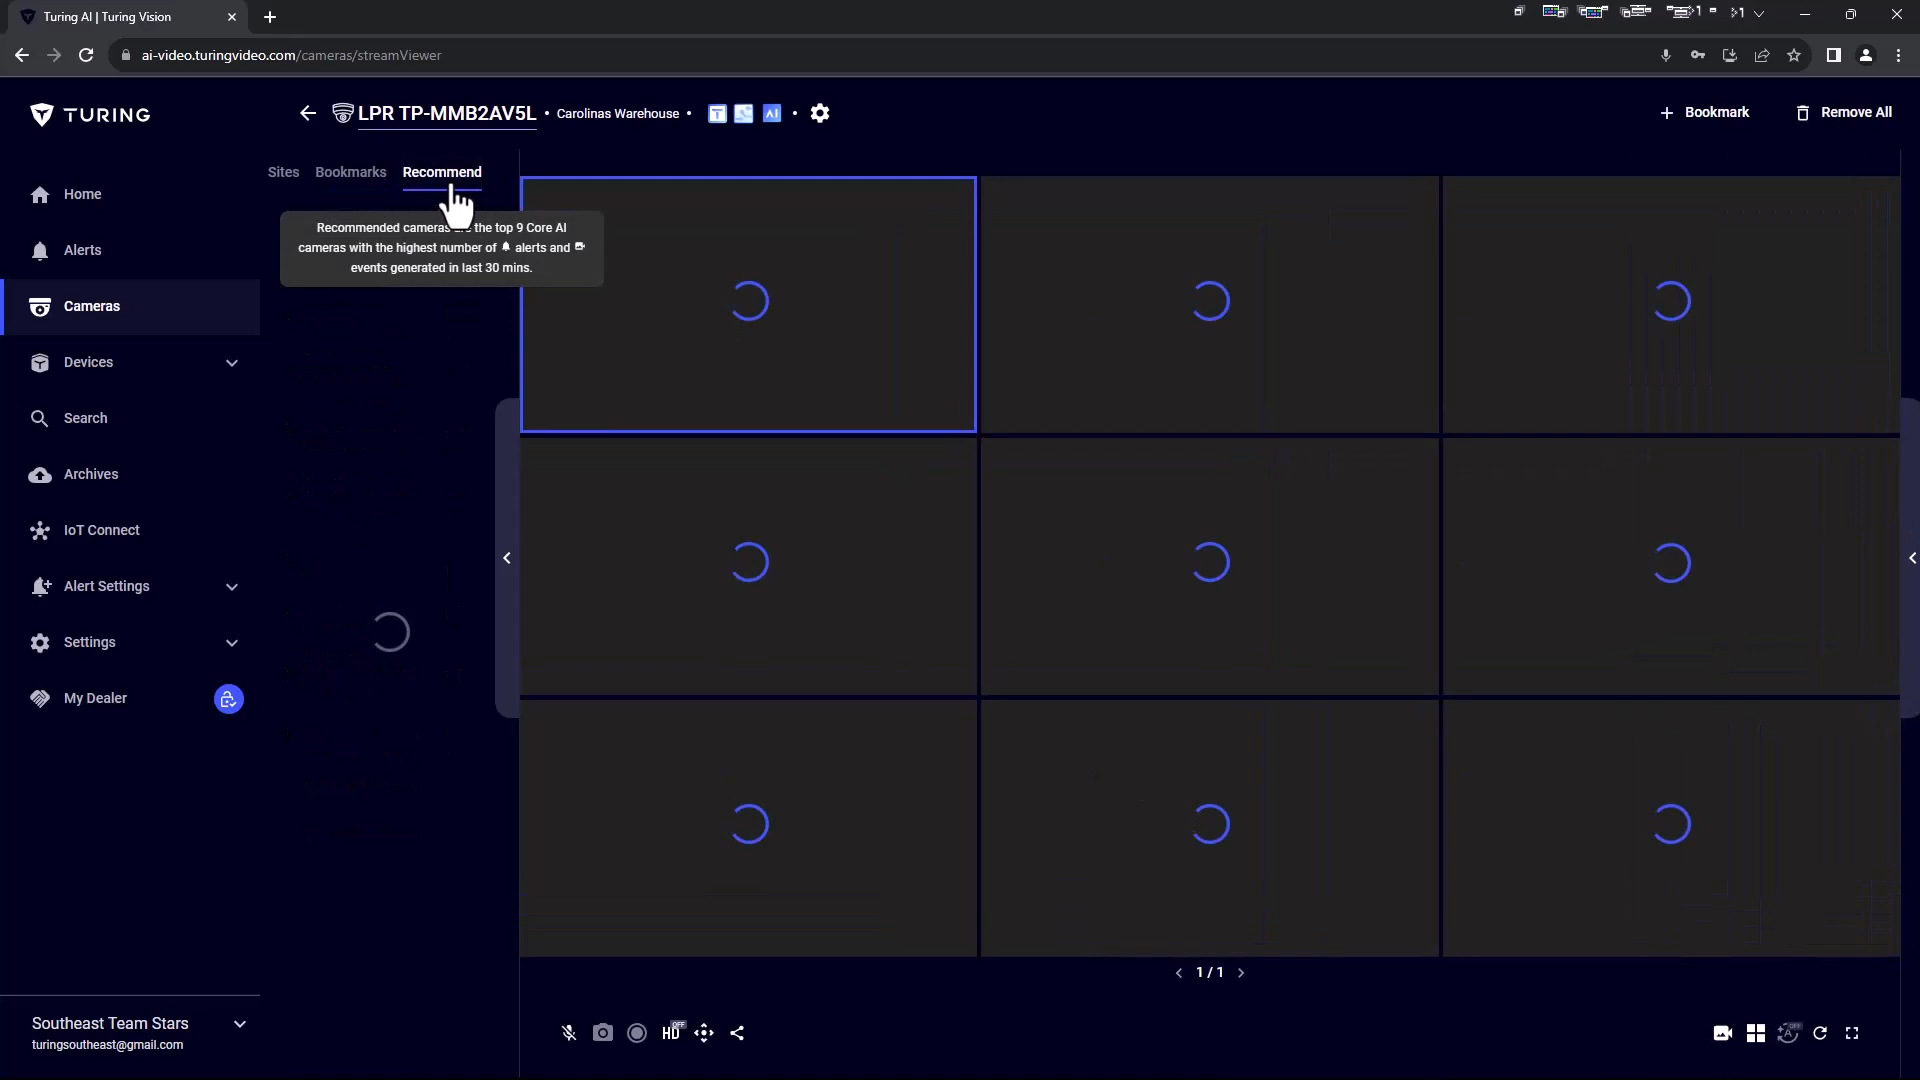 Turing AI | Turing Vision
ai-video.turingvideo.com/cameras/streamViewer
TURING
LPR TP-MMB2AV5L • Carolinas Warehouse • T AI •
+ Bookmark
Remove All
Sites Bookmarks Recommend
Recommended cameras the top 9 Core AI
cameras with the highest number of alerts and
events generated in last 30 mins.
Home
Alerts
Cameras
Devices
Search
Archives
IoT Connect
Alert Settings
Settings
My Dealer
1 / 1
Southeast Team Stars
turingsoutheast@gmail.com
HD OFF
A OFF